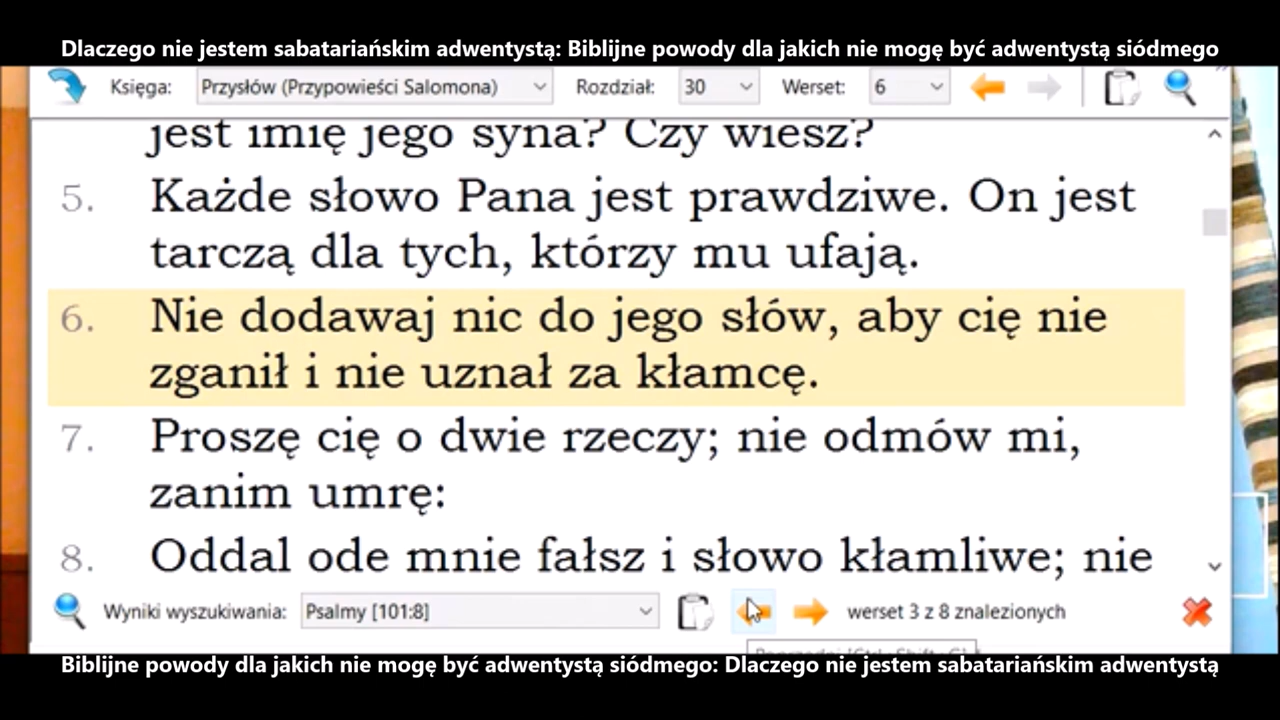 Dlaczego nie jestem sabatariańskim adwentystą: Biblijne powody dla jakich nie mogę być adwentystą siódmego
Księga: Przysłów (Przypowieści Salomona) Rozdział: 30 Werset: 6
jest imię jego syna? Czy wiesz?
5. Każde słowo Pana jest prawdziwe. On jest
tarczą dla tych, którzy mu ufają.
6. Nie dodawaj nic do jego słów, aby cię nie
zganił i nie uznał za kłamcę.
7. Proszę cię o dwie rzeczy; nie odmów mi,
zanim umrę:
8. Oddal ode mnie fałsz i słowo kłamliwe; nie
Wyniki wyszukiwania: Psalmy [101:8] werset 3 z 8 znalezionych
Biblijne powody dla jakich nie mogę być adwentystą siódmego: Dlaczego nie jestem sabatariańskim adwentystą